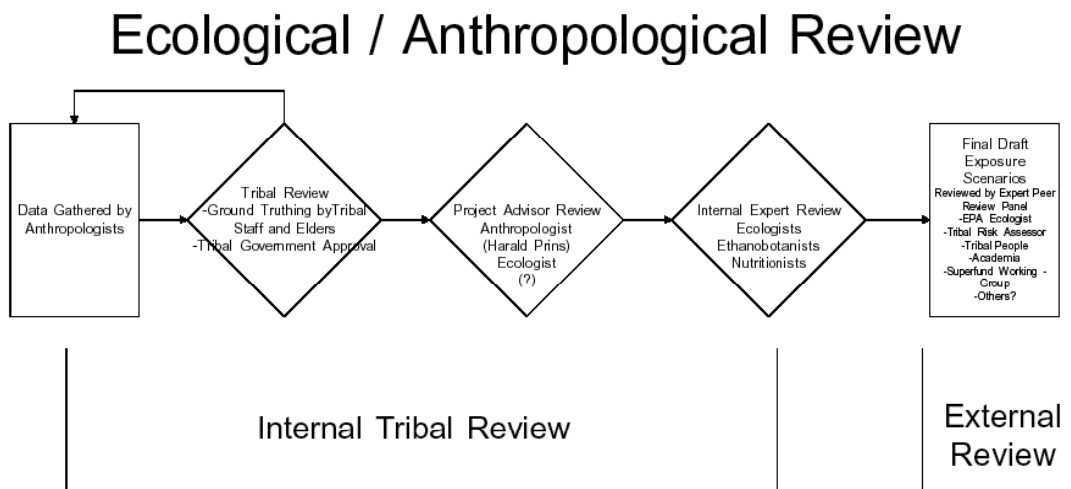 Ecological / Anthropological Review
Data Gathered by
Anthropologists
Tribal Review
-Ground Truthing byTribal
Staff and Elders
-Tribal Government Approval
Project Advisor Review
Anthropologist
(Harald Prins)
Ecologist
(?)
Internal Expert Review
Ecologists
Ethanobotanists
Nutritionists
Final Draft
Exposure
Scenarios
Reviewed by Expert Peer
Review Panel
-EPA Ecologist
-Tribal Risk Assessor
-Tribal People
-Academia
-Superfund Working -
Group
-Others?
Internal Tribal Review
External
Review